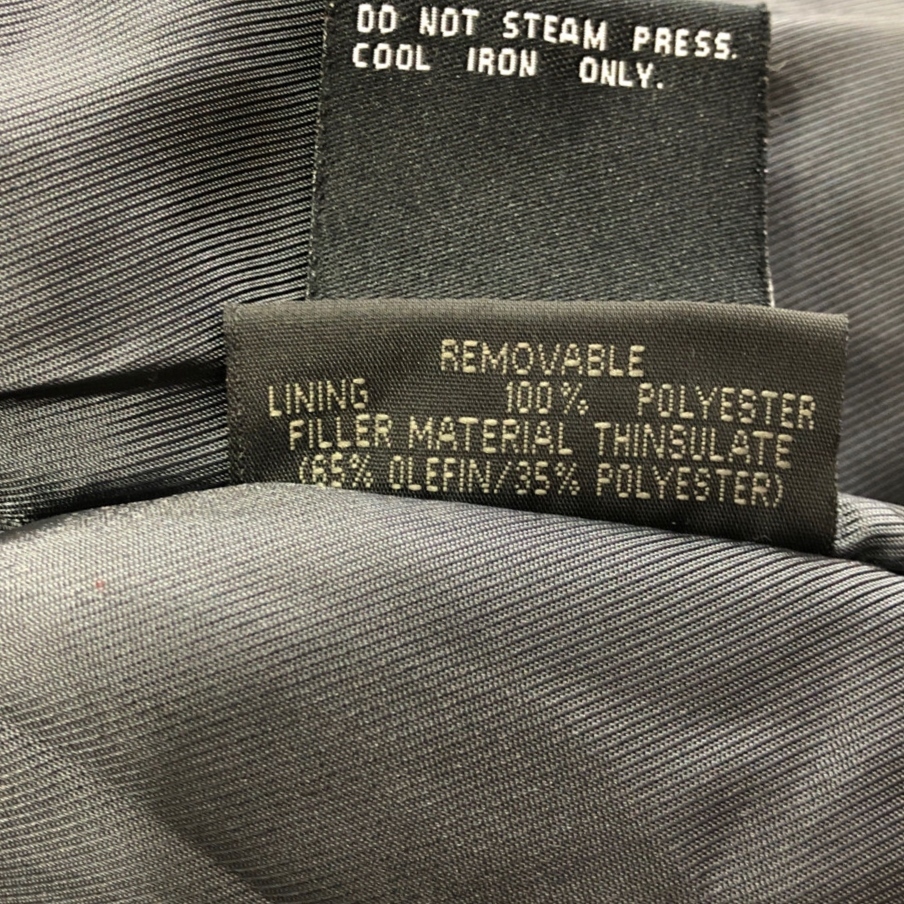 DO NOT STEAM PRESS.
COOL IRON ONLY.
REMOVABLE
LINING 100% POLYESTER
FILLER MATERIAL THINSULATE
(65% OLEFIN/35% POLYESTER)